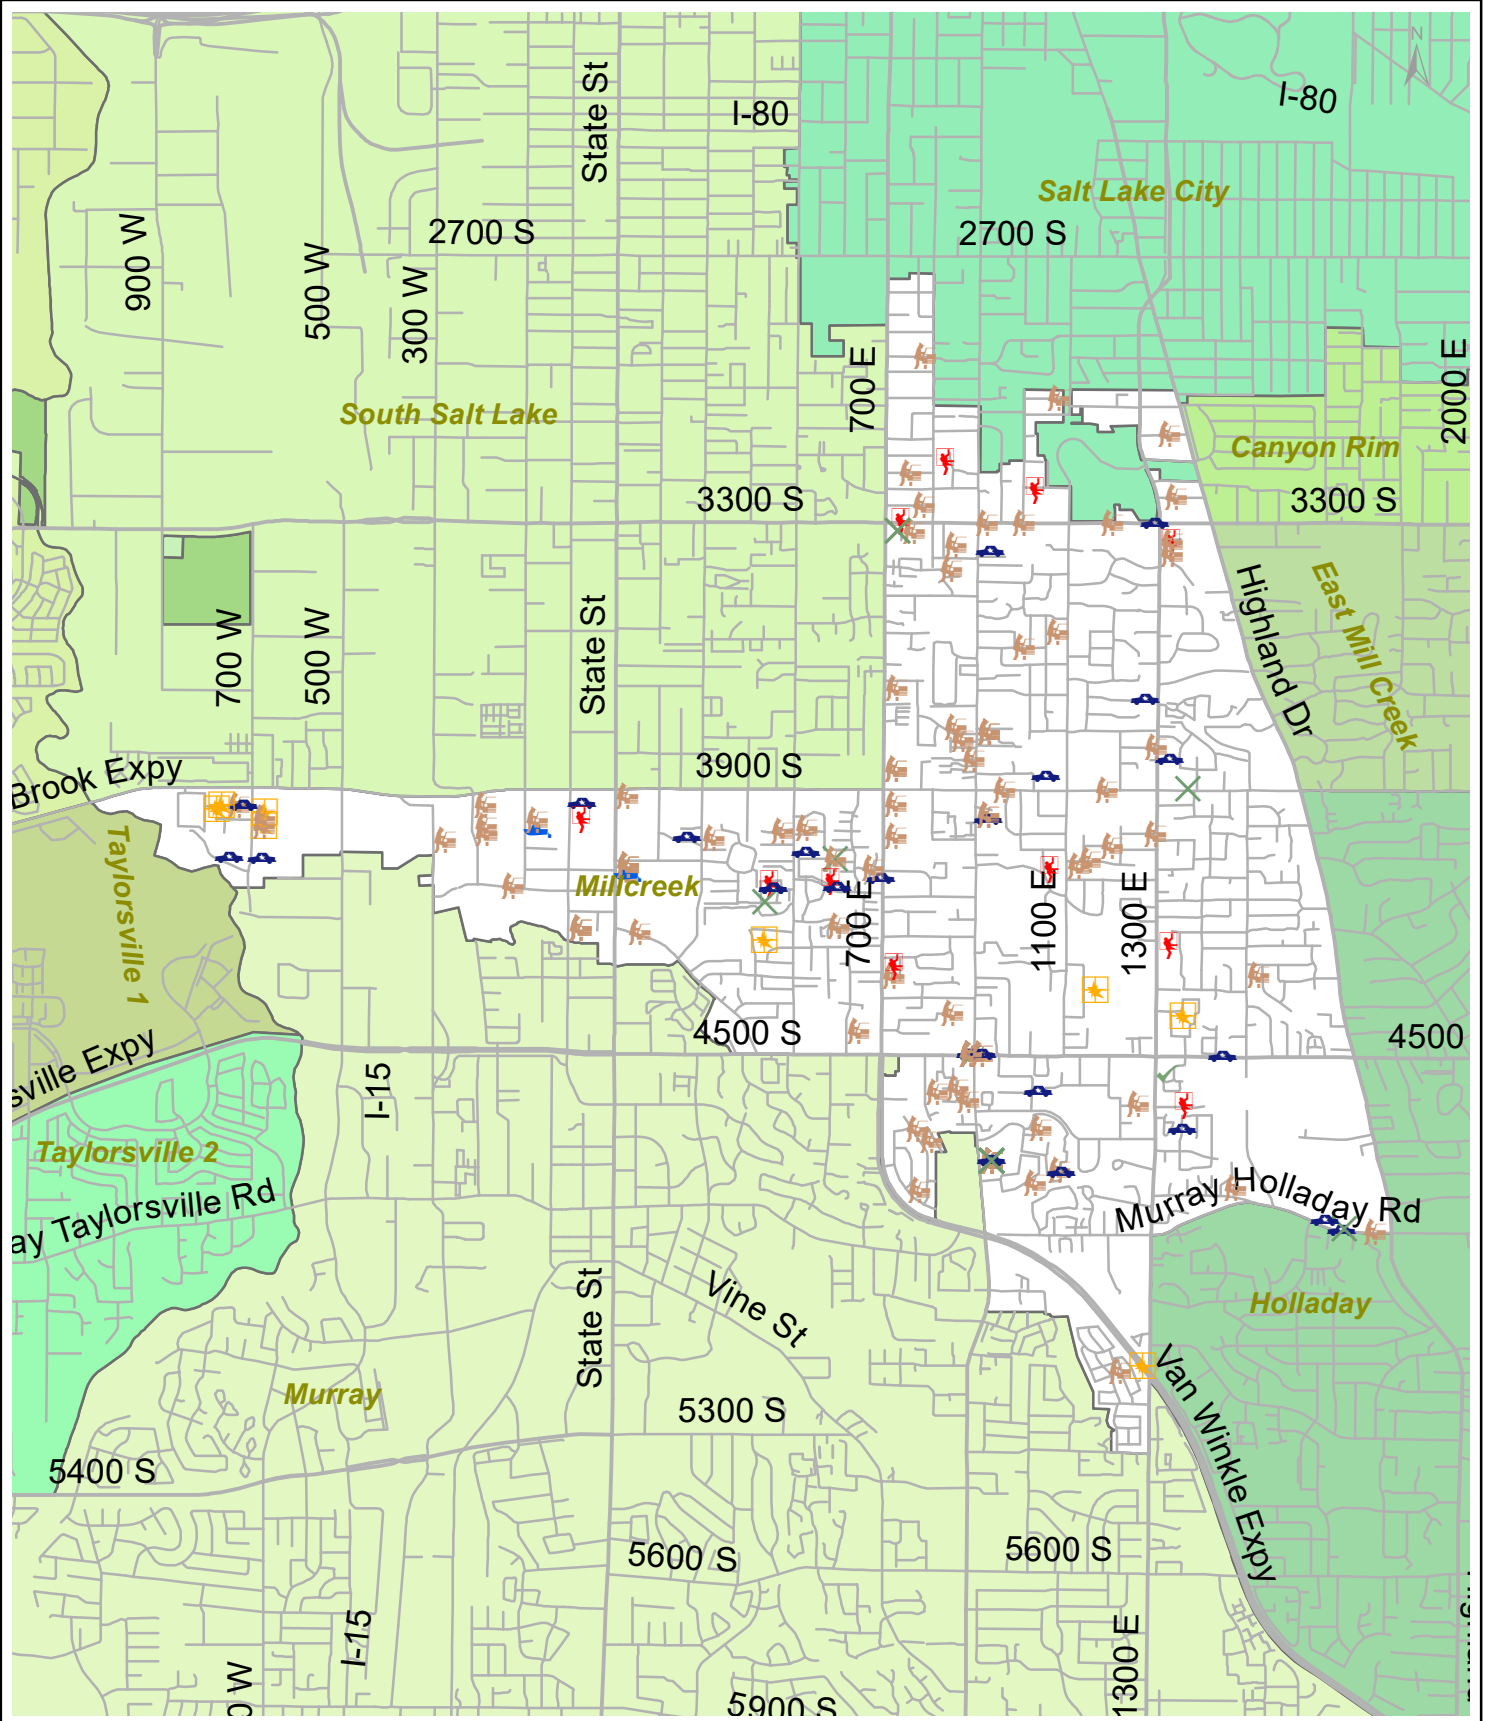 N
I-80
State St
I-80
Salt Lake City
900 W
2700 S
2700 S
500 W
300 W
700 E
2000 E
South Salt Lake
Canyon Rim
3300 S
3300 S
Highland Dr
East Mill Creek
700 W
500 W
State St
3900 S
Brook Expy
Taylorsville 1
Millcreek
700 E
1100 E
1300 E
4500 S
4500
sville Expy
I-15
Taylorsville 2
ay Taylorsville Rd
Murray Holladay Rd
State St
Vine St
Holladay
Murray
5300 S
Van Winkle Expy
5400 S
5600 S
5600 S
I-15
1300 E
0 W
5900 S